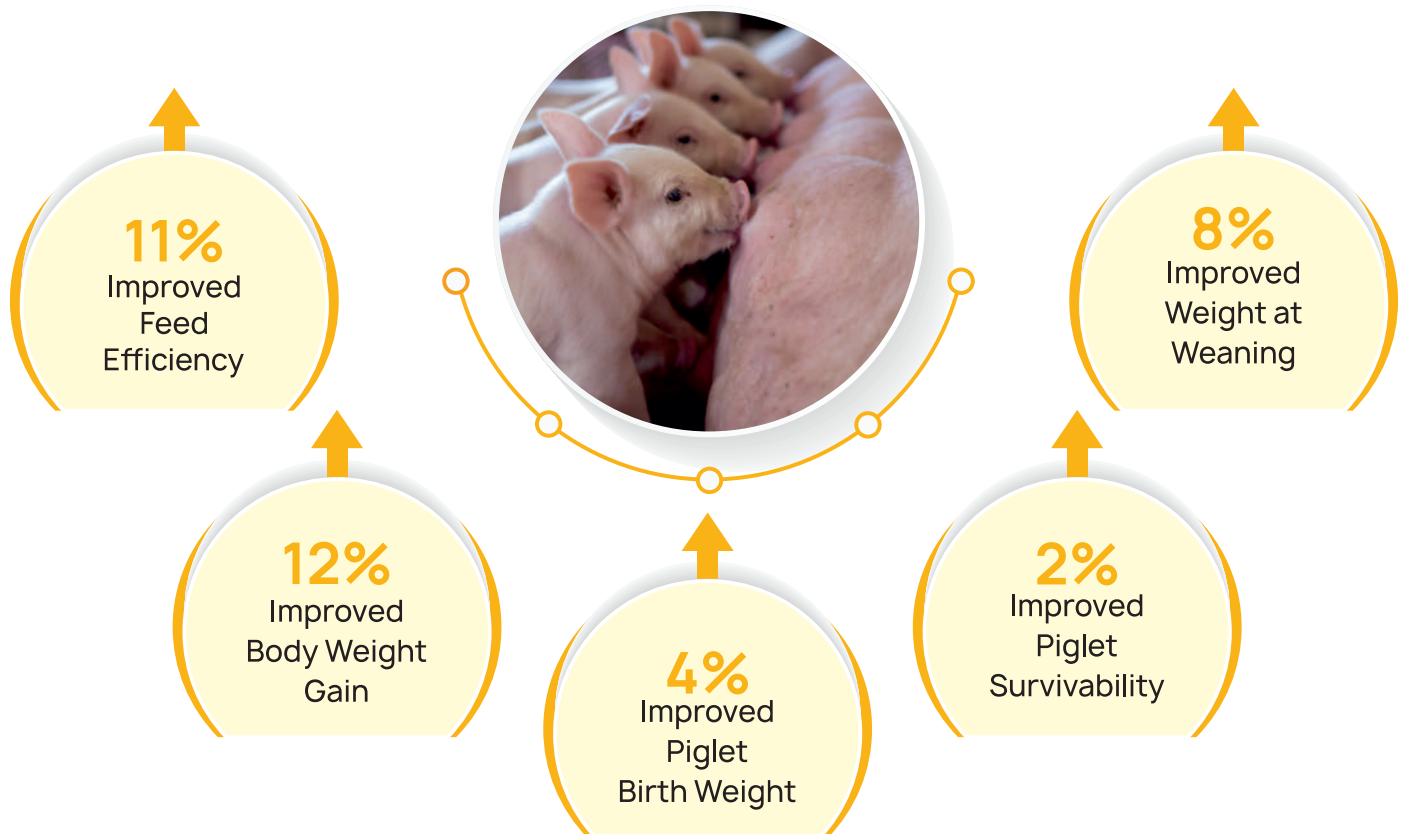 11%
Improved
Feed
Efficiency
12%
Improved
Body Weight
Gain
4%
Improved
Piglet
Birth Weight
2%
Improved
Piglet
Survivability
8%
Improved
Weight at
Weaning